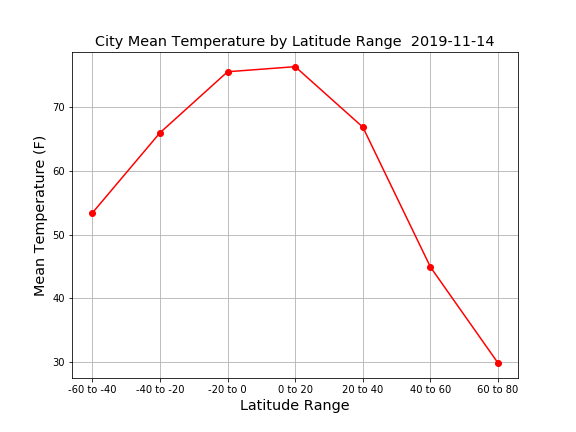 City Mean Temperature by Latitude Range  2019-11-14
Mean Temperature (F)
70
60
50
40
30
-60 to -40
-40 to -20
-20 to 0
0 to 20
20 to 40
40 to 60
60 to 80
Latitude Range